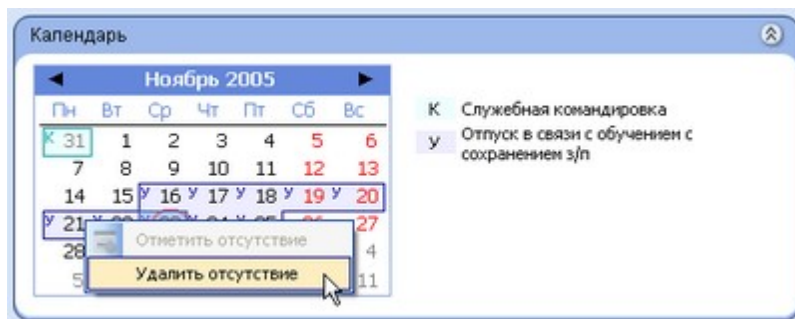 Календарь
Ноябрь 2005
Пн Вт Ср Чт Пт Сб Вс
К 31 1 2 3 4 5 6
7 8 9 10 11 12 13
14 15 У 16 У 17 У 18 У 19 У 20
У 21 27
Отметить отсутствие
28 4
Удалить отсутствие
5 11
К Служебная командировка
У Отпуск в связи с обучением с
сохранением з/п